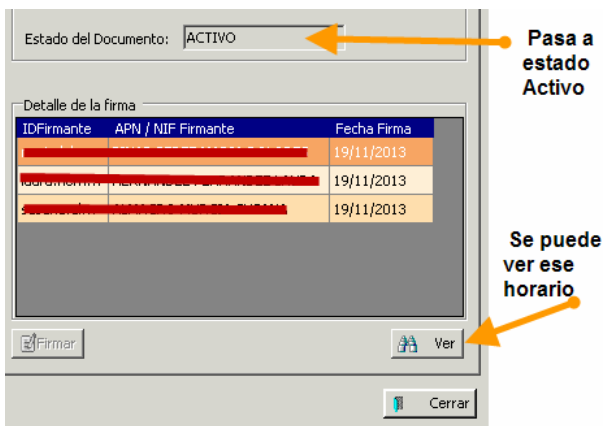 Estado del Documento: ACTIVO
Pasa a
estado
Activo
Detalle de la firma
IDFirmante APN / NIF Firmante Fecha Firma
19/11/2013
19/11/2013
19/11/2013
Se puede
ver ese
horario
Firmar Ver
Cerrar